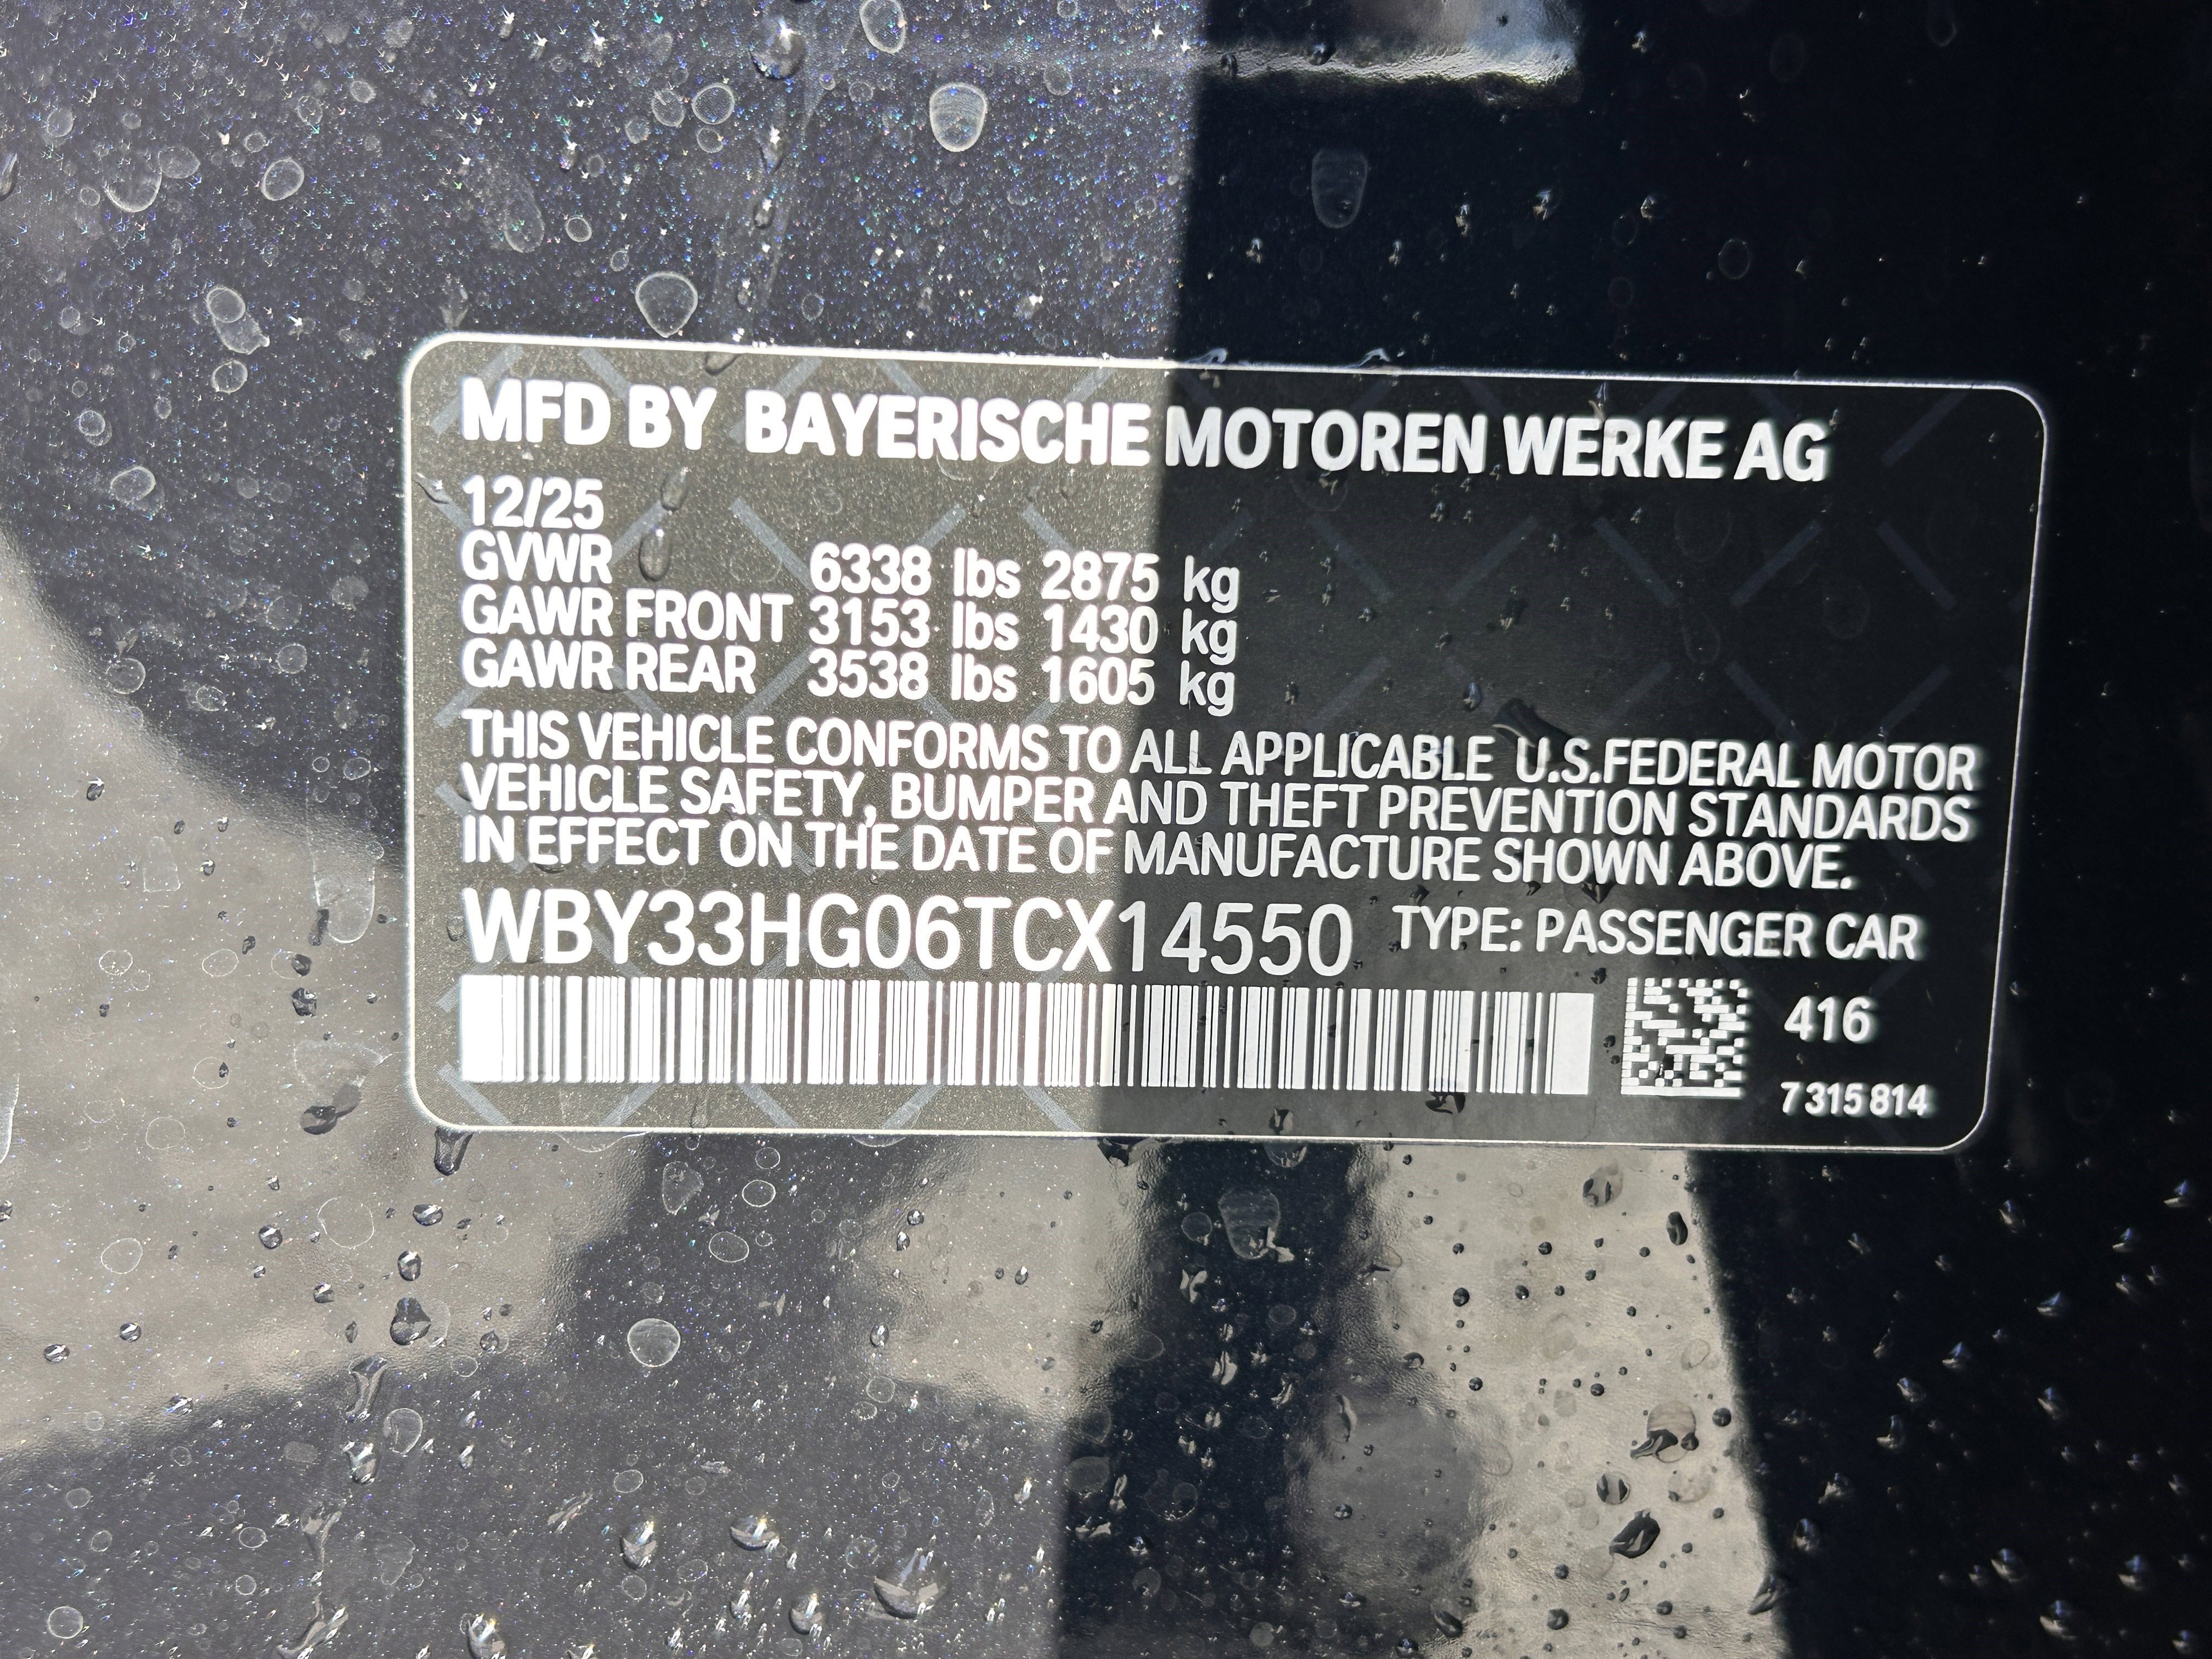 MFD BY BAYERISCHE MOTOREN WERKE AG
12/25
GVWR 6338 lbs 2875 kg
GAWR FRONT 3153 lbs 1430 kg
GAWR REAR 3538 lbs 1605 kg
THIS VEHICLE CONFORMS TO ALL APPLICABLE U.S.FEDERAL MOTOR
VEHICLE SAFETY, BUMPER AND THEFT PREVENTION STANDARDS
IN EFFECT ON THE DATE OF MANUFACTURE SHOWN ABOVE.
WBY33HG06TCX14550 TYPE: PASSENGER CAR
416
7 315 814